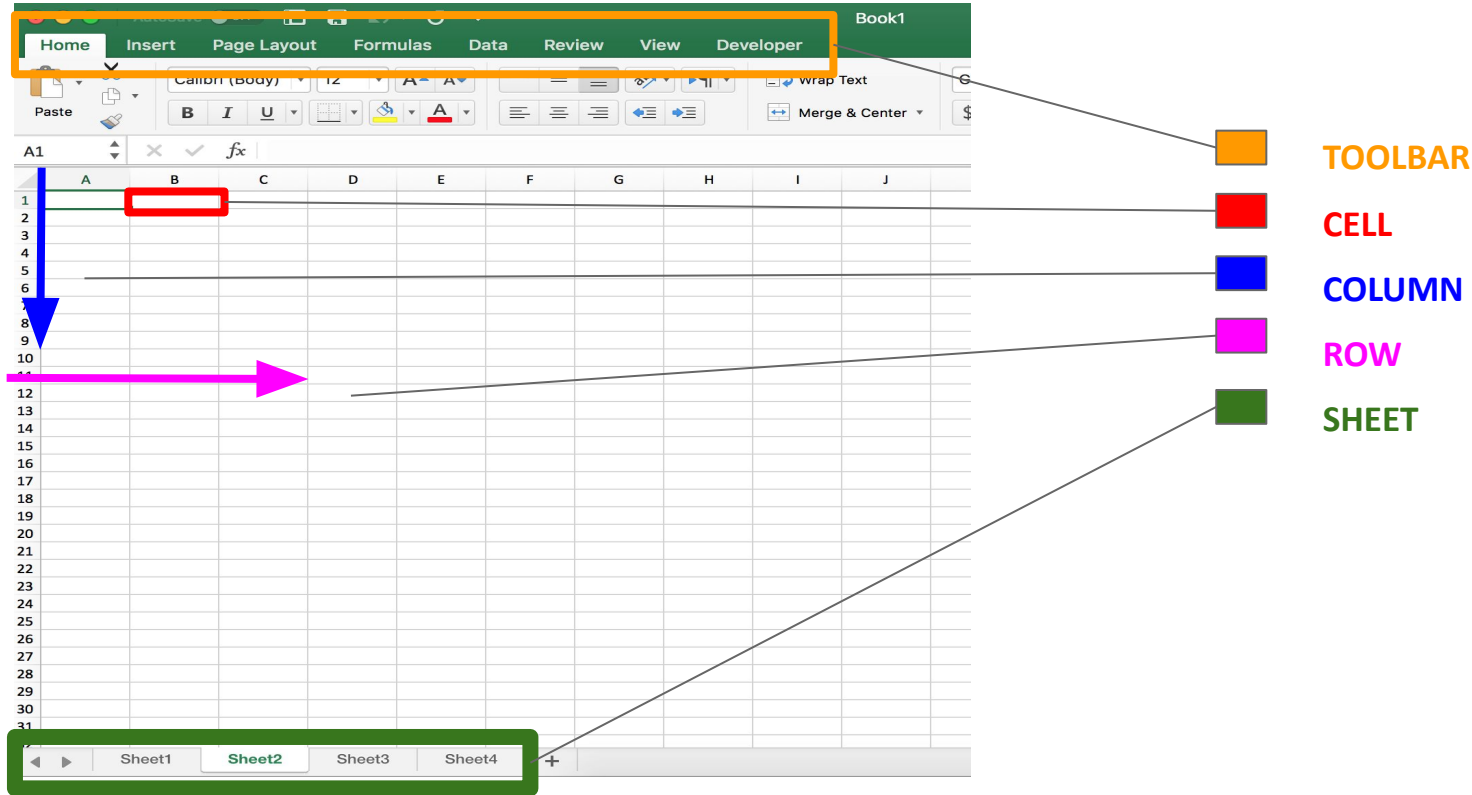 AutoSave
Book1
Home Insert Page Layout Formulas Data Review View Developer
Calibri (Body) 12 A A Wrap Text G
Paste B I U A Merge & Center $
A1 fx
A B C D E F G H I J
1
2
3
4
5
6
7
8
9
10
11
12
13
14
15
16
17
18
19
20
21
22
23
24
25
26
27
28
29
30
31
Sheet1 Sheet2 Sheet3 Sheet4 +
TOOLBAR
CELL
COLUMN
ROW
SHEET